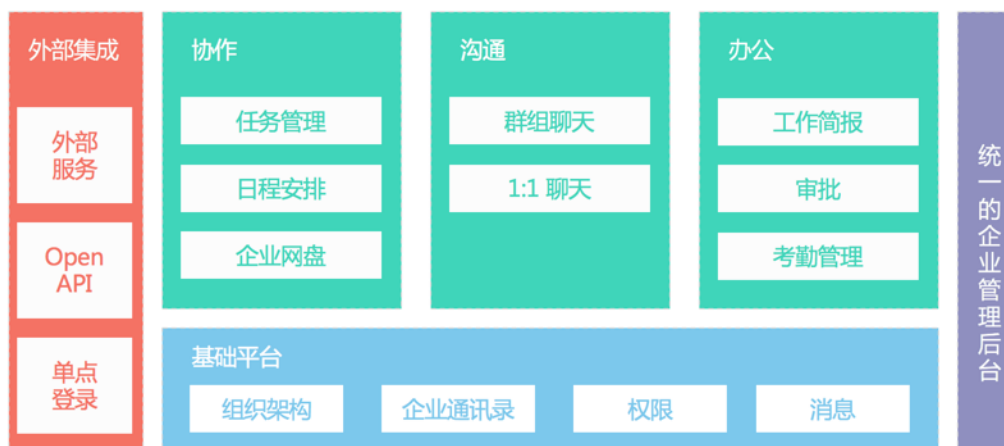 外部集成
外部
服务
Open
API
单点
登录
协作
任务管理
日程安排
企业网盘
沟通
群组聊天
1:1 聊天
办公
工作简报
审批
考勤管理
基础平台
组织架构
企业通讯录
权限
消息
统一的企业管理后台